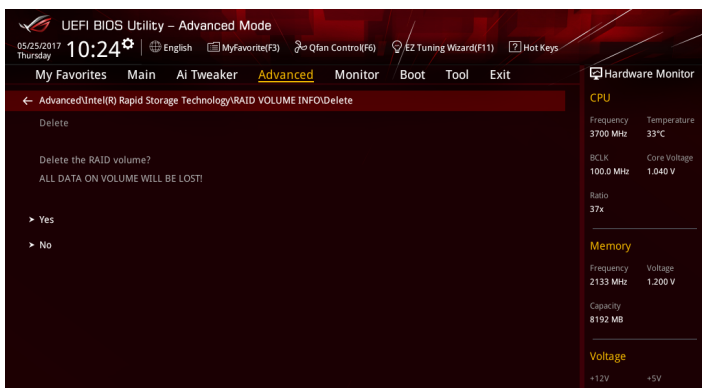 UEFI BIOS Utility – Advanced Mode
05/25/2017 Thursday 10:24 English MyFavorite(F3) Qfan Control(F6) EZ Tuning Wizard(F11) ? Hot Keys
My Favorites Main Ai Tweaker Advanced Monitor Boot Tool Exit
Hardware Monitor
← Advanced\Intel(R) Rapid Storage Technology\RAID VOLUME INFO\Delete
Delete
Delete the RAID volume?
ALL DATA ON VOLUME WILL BE LOST!
> Yes
> No
CPU
Frequency Temperature
3700 MHz 33°C
BCLK Core Voltage
100.0 MHz 1.040 V
Ratio
37x
Memory
Frequency Voltage
2133 MHz 1.200 V
Capacity
8192 MB
Voltage
+12V +5V